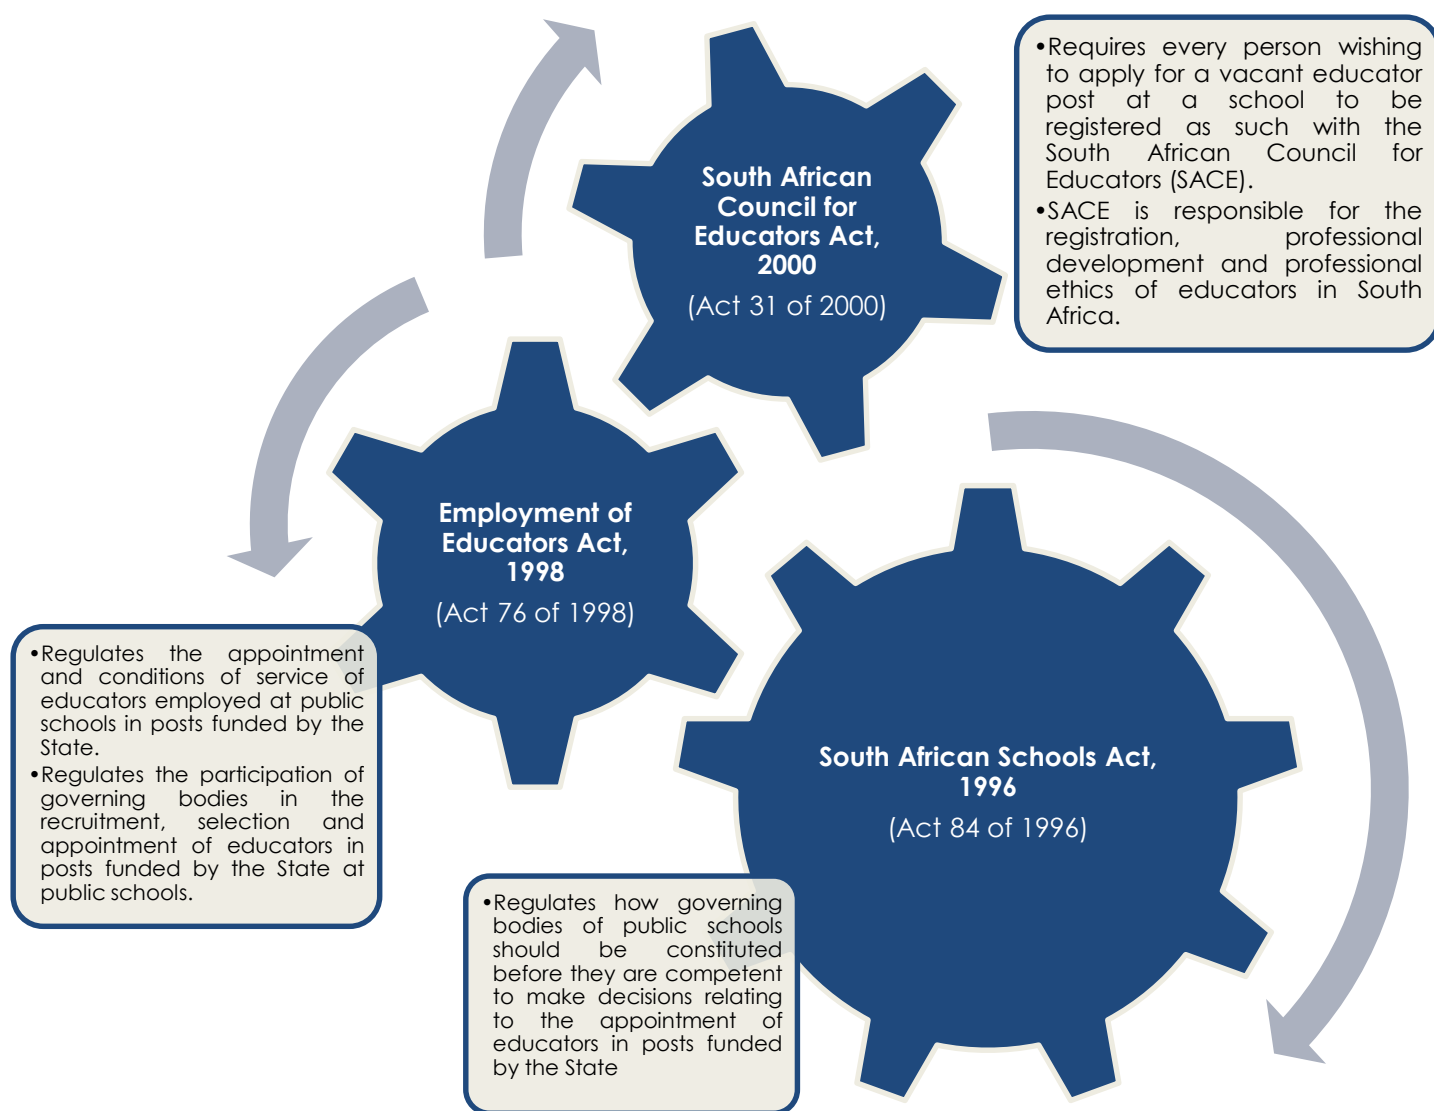 South African
Council for
Educators Act,
2000
(Act 31 of 2000)
•Requires every person wishing
to apply for a vacant educator
post at a school to be
registered as such with the
South African Council for
Educators (SACE).
•SACE is responsible for the
registration, professional
development and professional
ethics of educators in South
Africa.
Employment of
Educators Act,
1998
(Act 76 of 1998)
•Regulates the appointment
and conditions of service of
educators employed at public
schools in posts funded by the
State.
•Regulates the participation of
governing bodies in the
recruitment, selection and
appointment of educators in
posts funded by the State at
public schools.
South African Schools Act,
1996
(Act 84 of 1996)
•Regulates how governing
bodies of public schools
should be constituted
before they are competent
to make decisions relating
to the appointment of
educators in posts funded
by the State